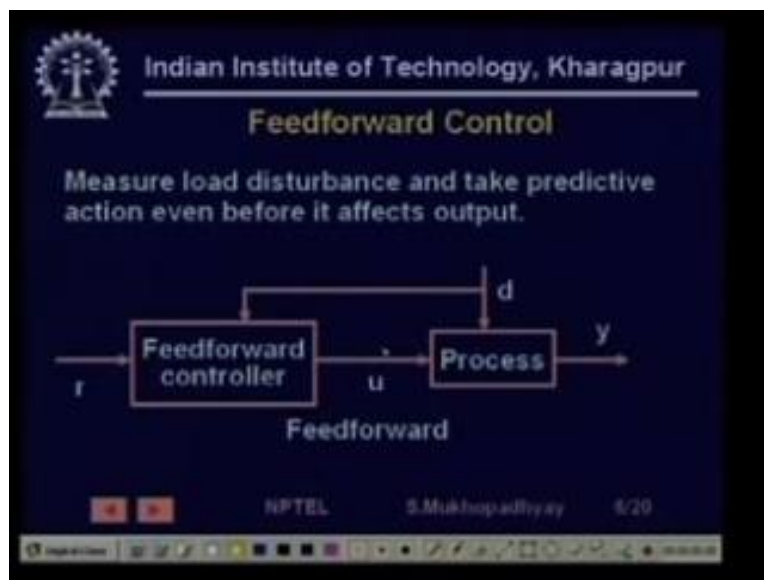 Indian Institute of Technology, Kharagpur
Feedforward Control
Measure load disturbance and take predictive
action even before it affects output.
d
Feedforward
controller
Process
y
r
u
Feedforward
NPTEL S.Mukhopadhyay 6/20